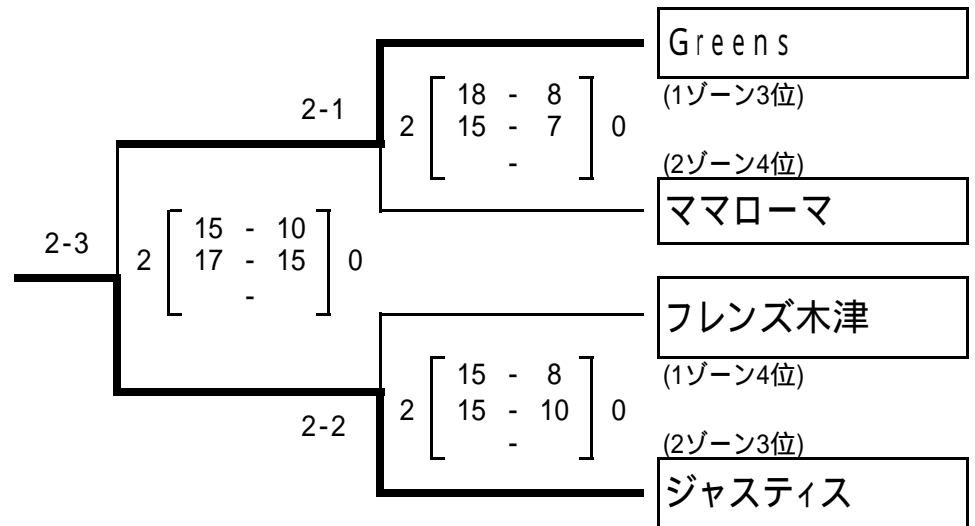 Greens
(1ゾーン3位)
2-1
2 18 - 8 0
15 - 7
-
(2ゾーン4位)
ママローマ
2-3
2 15 - 10 0
17 - 15
-
フレンズ木津
(1ゾーン4位)
2-2
2 15 - 8 0
15 - 10
-
(2ゾーン3位)
ジャスティス